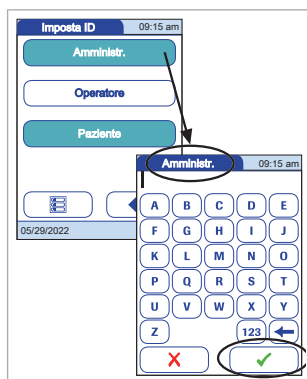 Imposta ID 09:15 am
Amministr.
Operatore
Paziente
05/29/2022
Amministr. 09:15 am
A B C D E
F G H I J
K L M N O
P Q R S T
U V W X Y
Z 123